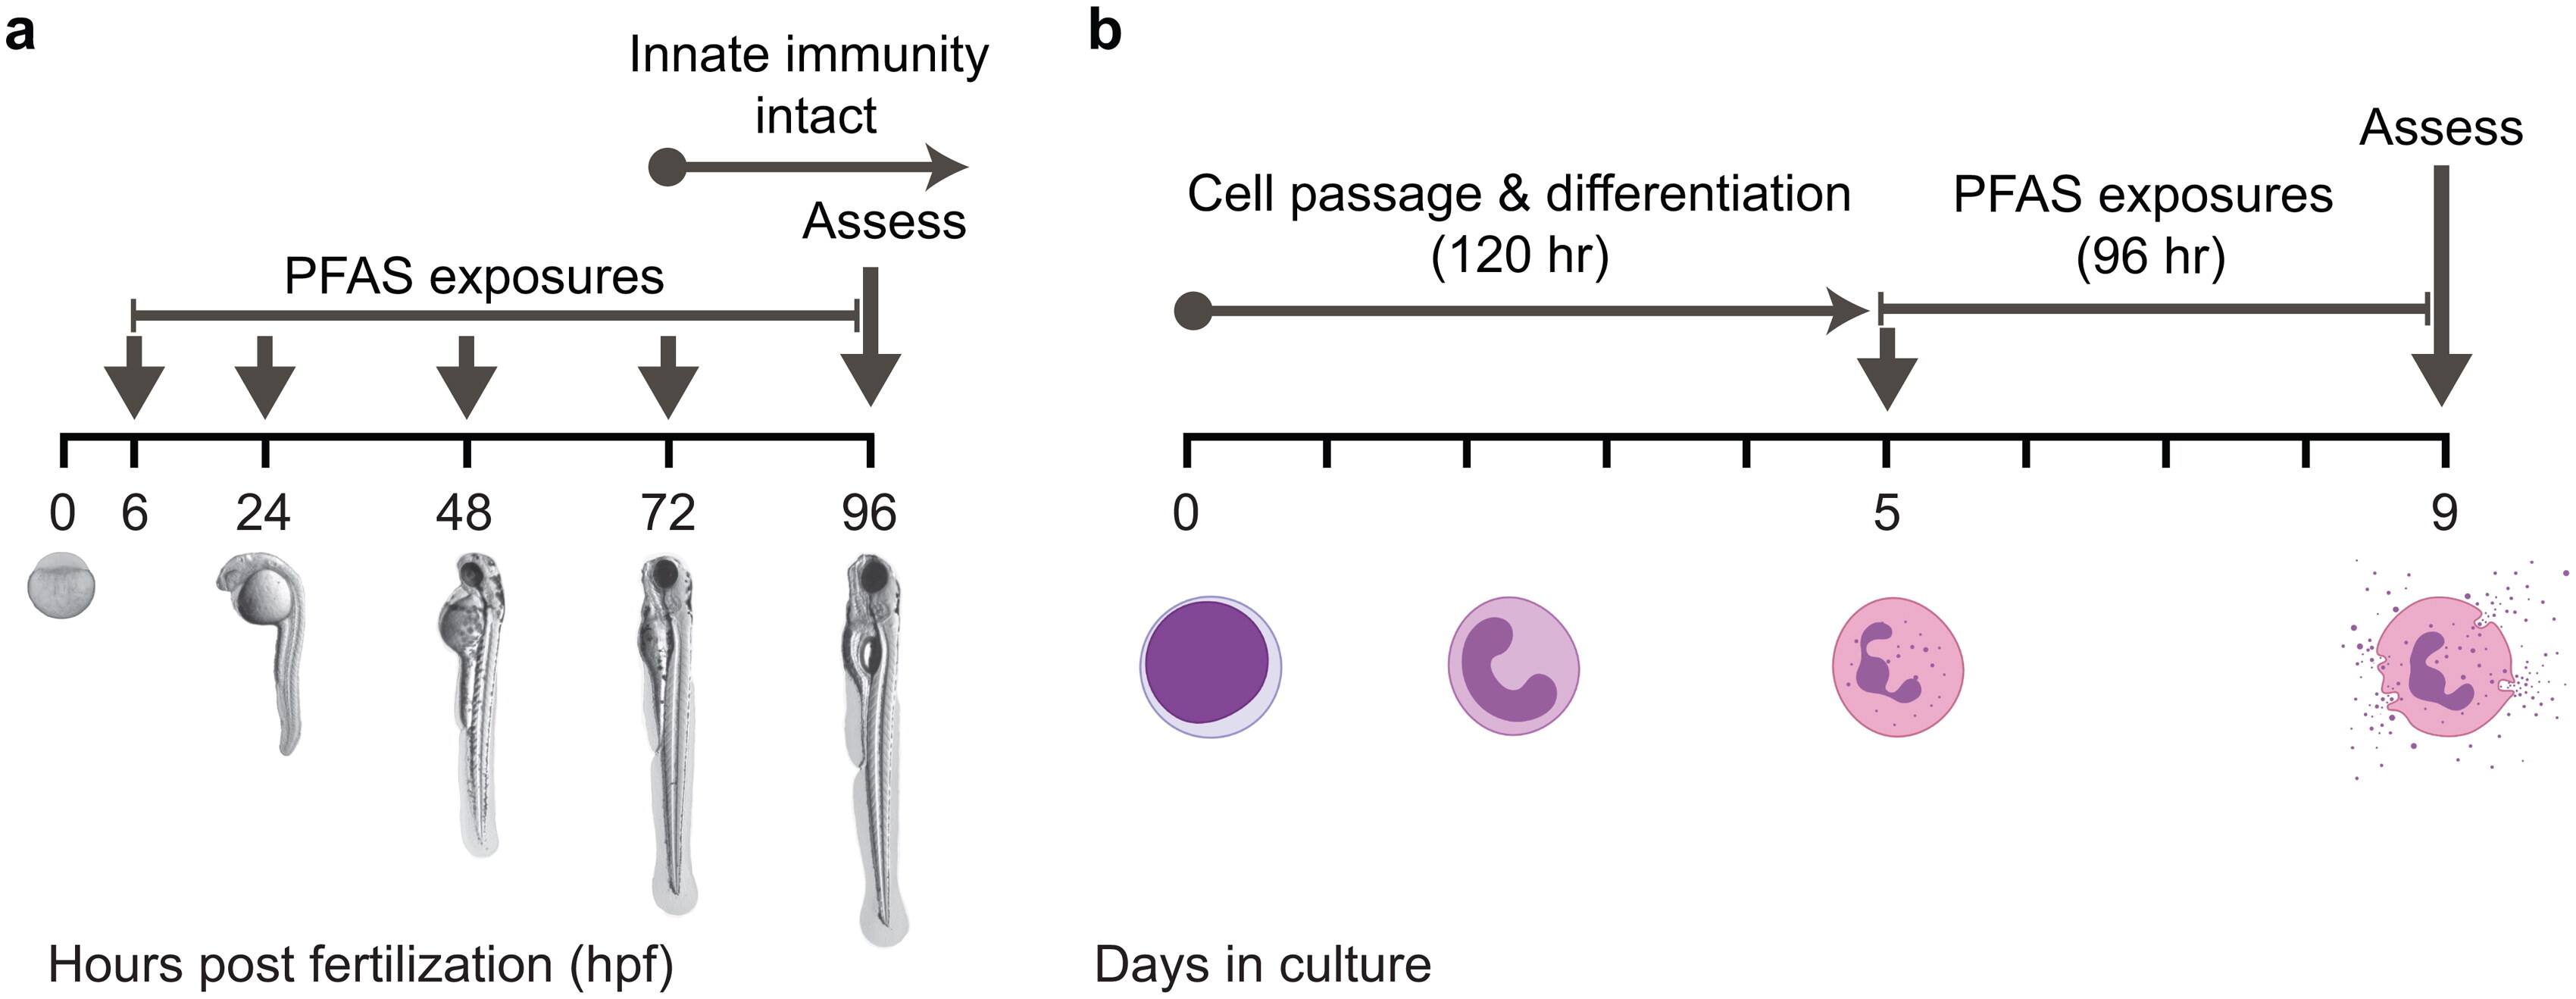 a
Innate immunity
intact
Assess
PFAS exposures
0 6 24 48 72 96
Hours post fertilization (hpf)
b
Assess
Cell passage & differentiation
(120 hr)
PFAS exposures
(96 hr)
0 5 9
Days in culture